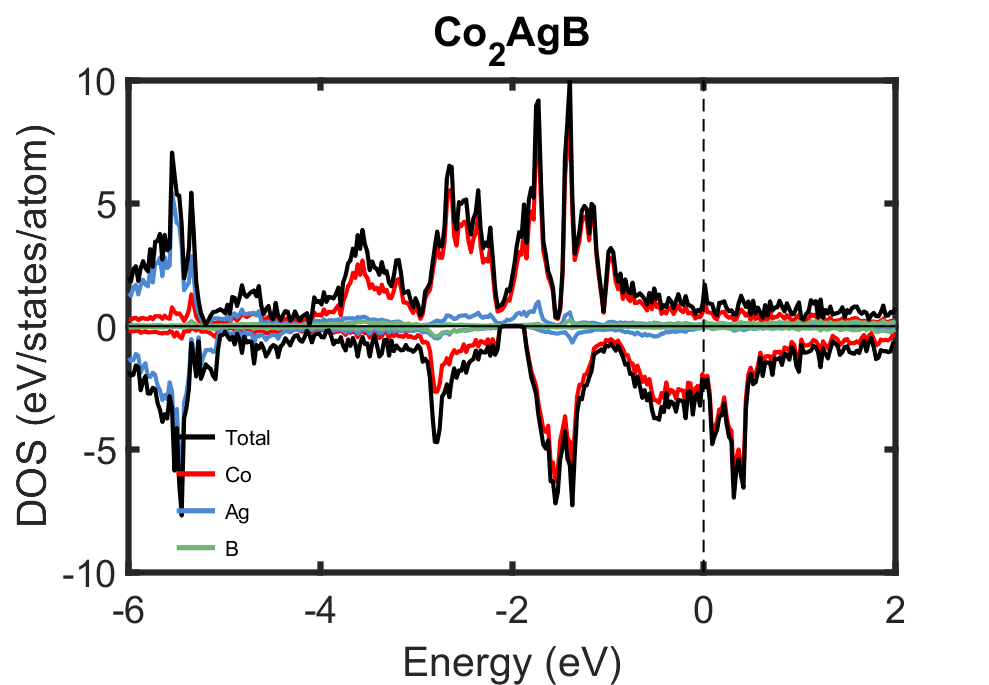 Co₂AgB
DOS (eV/states/atom)
10
5
0
-5
-10
Total
Co
Ag
B
-6 -4 -2 0 2
Energy (eV)